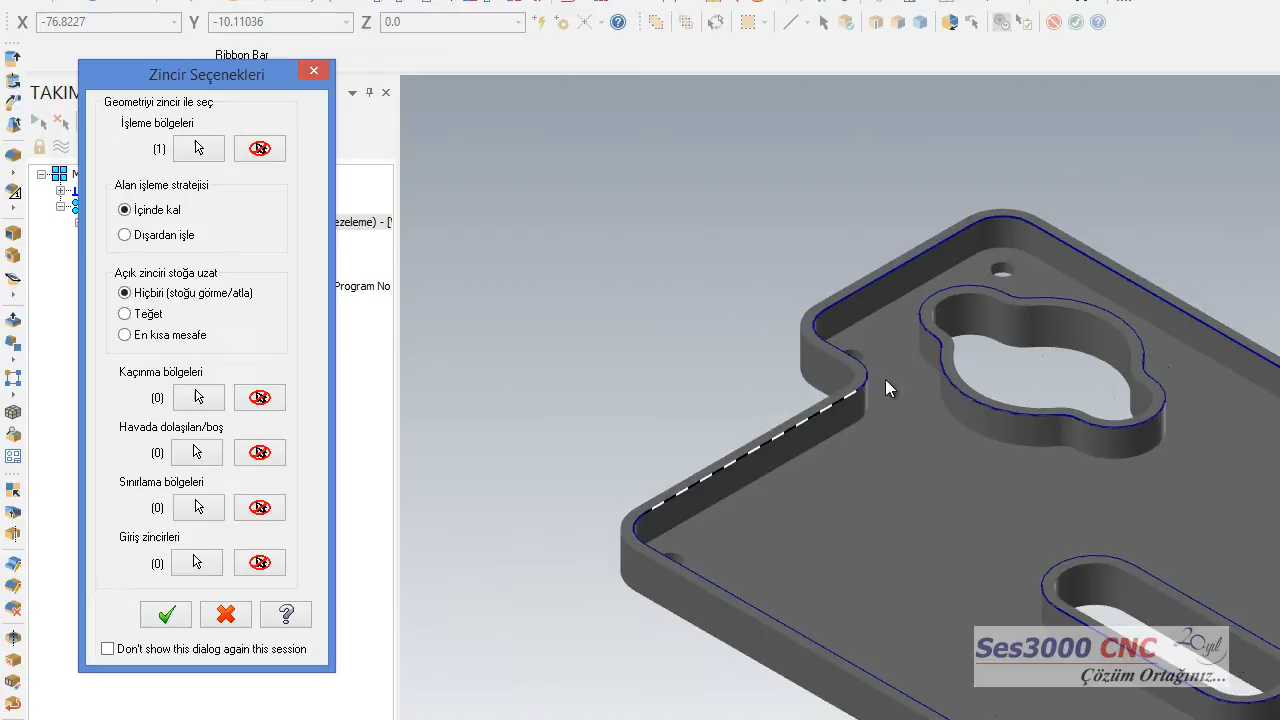 X -76.8227 Y -10.11036 Z 0.0
Ribbon Bar
Zincir Seçenekleri
TAKIM
Geometriyi zincir ile seç
İşleme bölgeleri
(1)
Alan işleme stratejisi
İçinde kal
Dışardan işle
ezeleme) - [
Açık zinciri stoğa uzat
Hiçbiri (stoğu görme/atla)
Program No
Teğet
En kısa mesafe
Kaçınma bölgeleri
(0)
Havada dolaşılan/boş
(0)
Sınırlama bölgeleri
(0)
Giriş zincirleri
(0)
Don't show this dialog again this session
Ses3000 CNC 20.yıl
Çözüm Ortağınız...